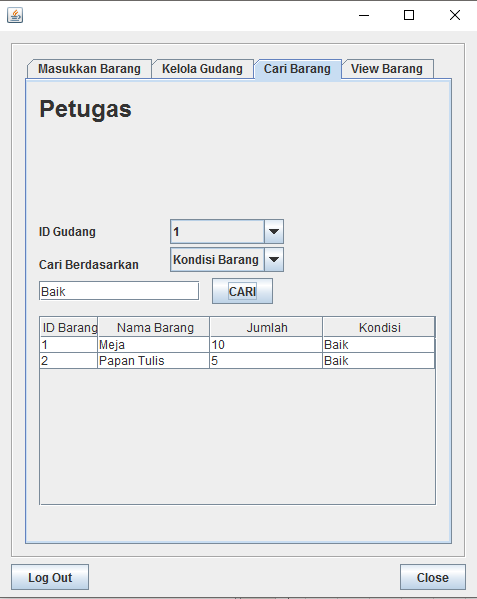 Masukkan Barang Kelola Gudang Cari Barang View Barang
Petugas
ID Gudang 1
Cari Berdasarkan Kondisi Barang
Baik CARI
ID Barang Nama Barang Jumlah Kondisi
1 Meja 10 Baik
2 Papan Tulis 5 Baik
Log Out Close